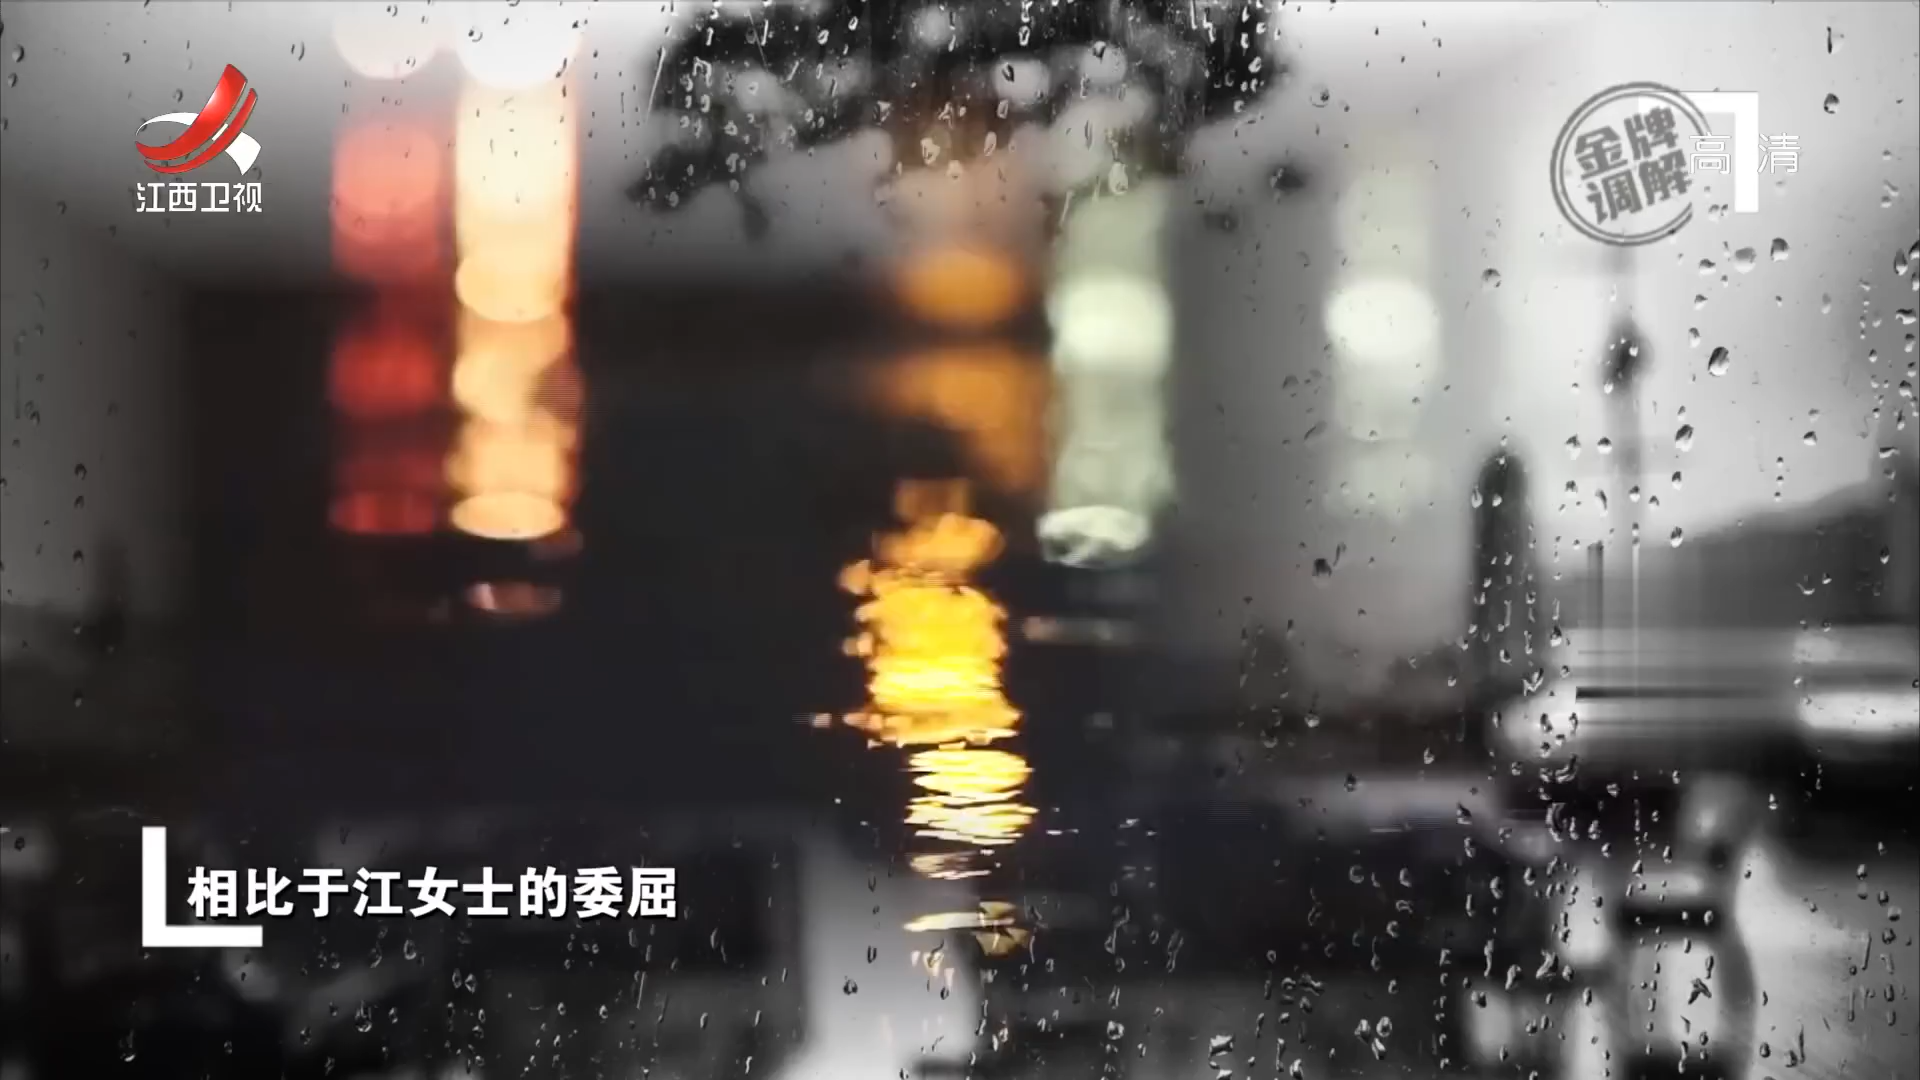 江西卫视
金牌
调解
高清
相比于江女士的委屈